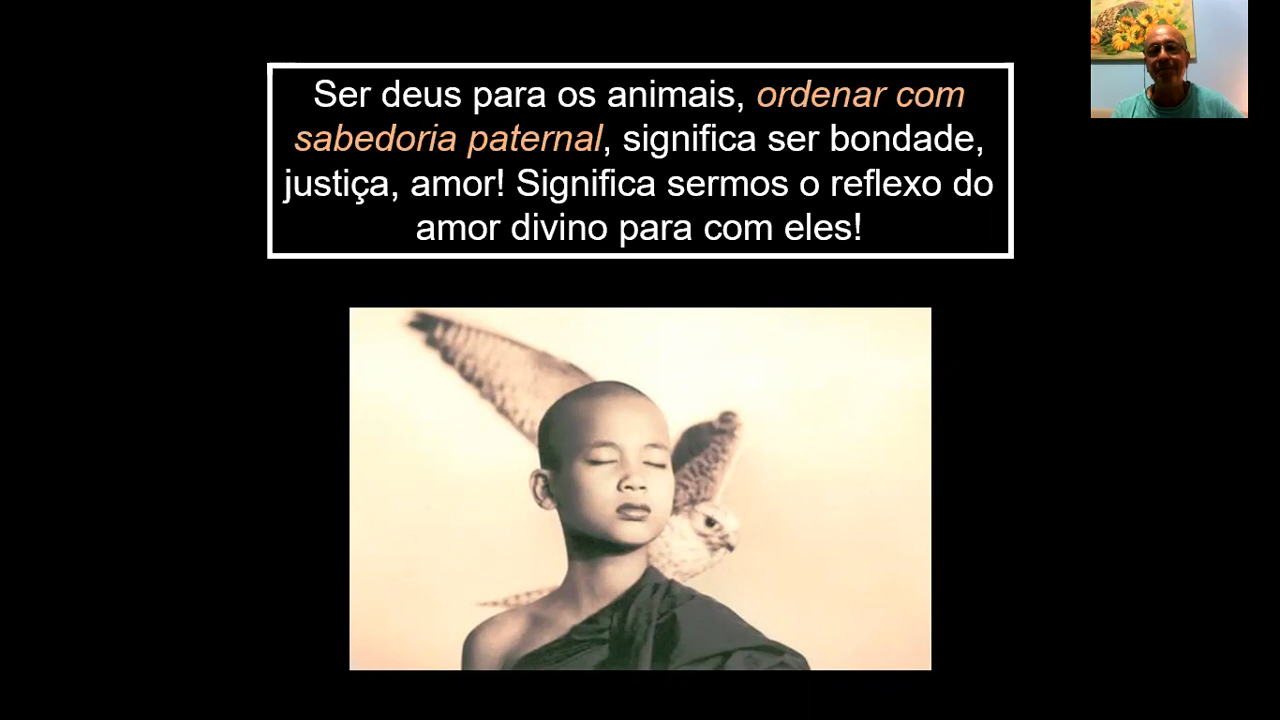 Ser deus para os animais, ordenar com
sabedoria paternal, significa ser bondade,
justiça, amor! Significa sermos o reflexo do
amor divino para com eles!